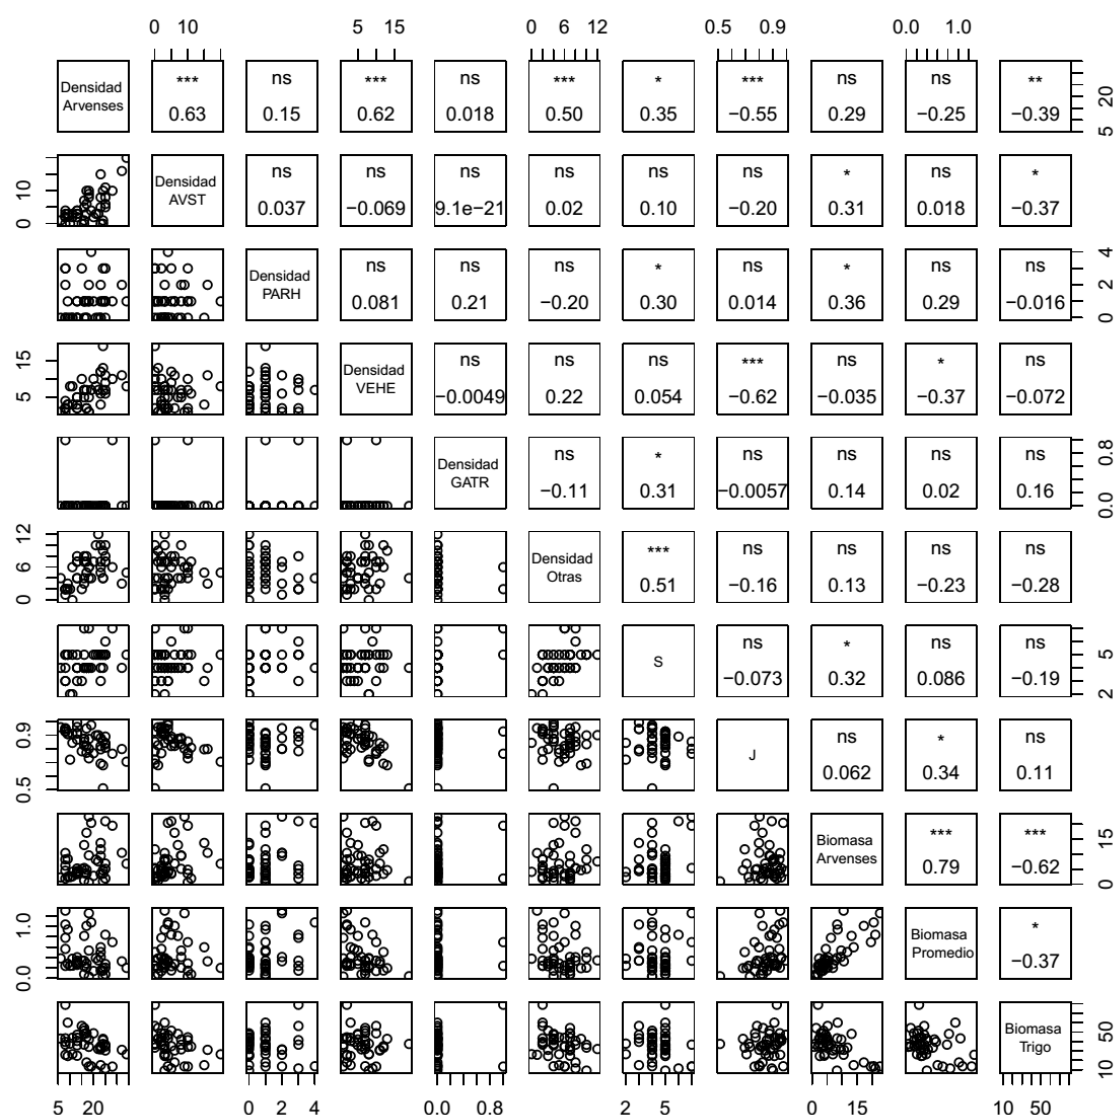 0 10 5 15 0 6 12 0.5 0.9 0.0 1.0
Densidad *** ns *** ns *** * *** ns ns **
Arvenses 0.63 0.15 0.62 0.018 0.50 0.35 −0.55 0.29 −0.25 −0.39 5 20
0 10 Densidad ns ns ns ns ns ns * ns *
AVST 0.037 −0.069 9.1e−21 0.02 0.10 −0.20 0.31 0.018 −0.37
Densidad ns ns ns * ns * ns ns
PARH 0.081 0.21 −0.20 0.30 0.014 0.36 0.29 −0.016 0 2 4
5 15 Densidad ns ns ns *** ns * ns
VEHE −0.0049 0.22 0.054 −0.62 −0.035 −0.37 −0.072
Densidad ns * ns ns ns ns
GATR −0.11 0.31 −0.0057 0.14 0.02 0.16 0.0 0.8
0 6 12 Densidad *** ns ns ns ns
Otras 0.51 −0.16 0.13 −0.23 −0.28
S ns * ns ns
−0.073 0.32 0.086 −0.19 2 5
0.5 0.9 J ns * ns
0.062 0.34 0.11
Biomasa *** ***
Arvenses 0.79 −0.62 0 15
0.0 1.0 Biomasa *
Promedio −0.37
Biomasa
Trigo 10 50
5 20 0 2 4 0.0 0.8 2 5 0 15 10 50